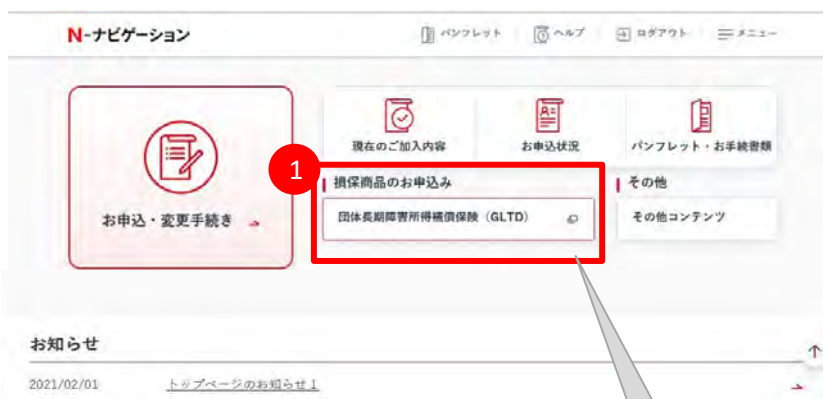 N-ナビゲーション
パンフレット ヘルプ ログアウト メニュー
現在のご加入内容 お申込状況 パンフレット・お手続書類
1
損保商品のお申込み その他
お申込・変更手続き
団体長期障害所得補償保険（GLTD） その他コンテンツ
お知らせ
2021/02/01 トップページのお知らせ1